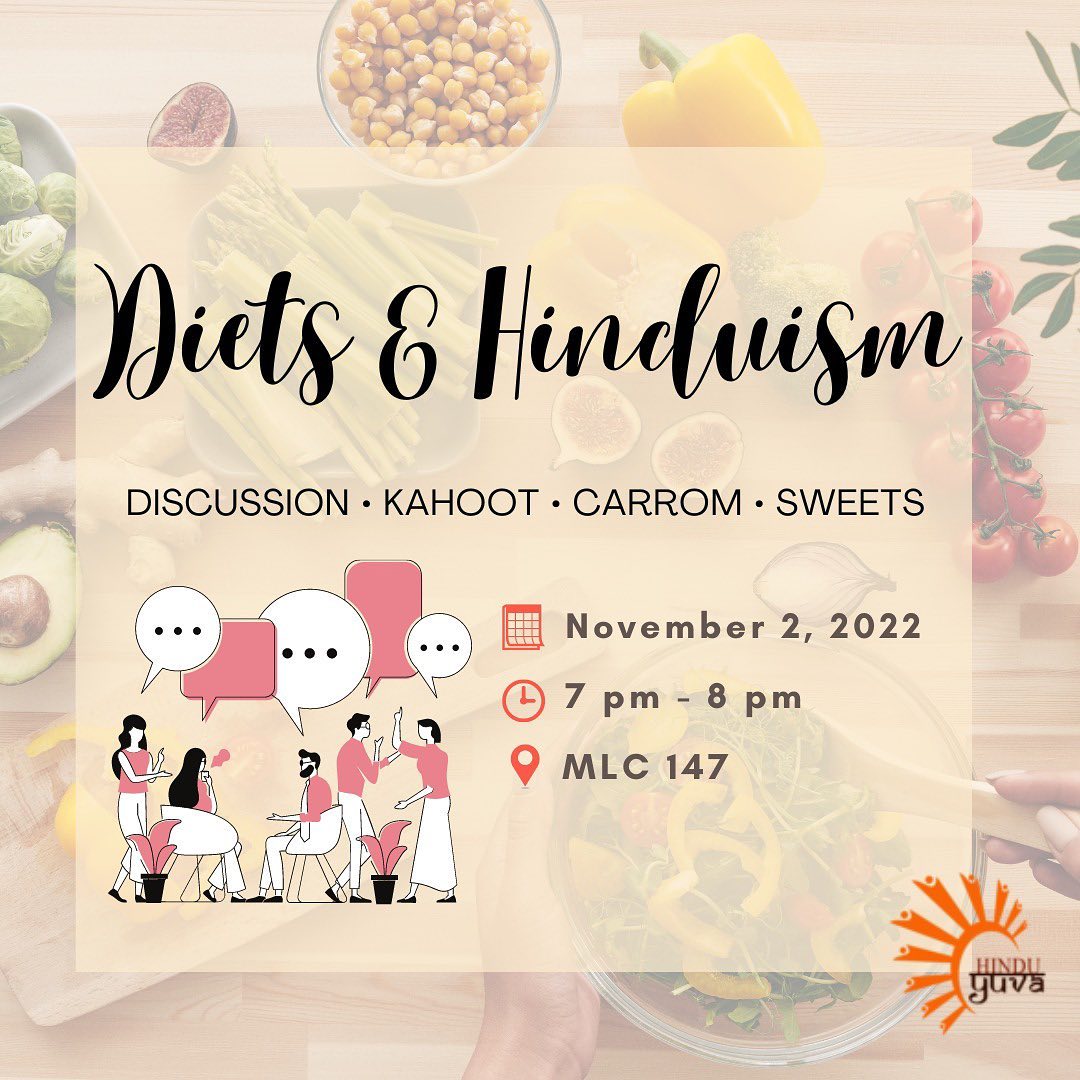 Diets & Hinduism
DISCUSSION • KAHOOT • CARROM • SWEETS
November 2, 2022
7 pm - 8 pm
MLC 147
HINDU
yuva